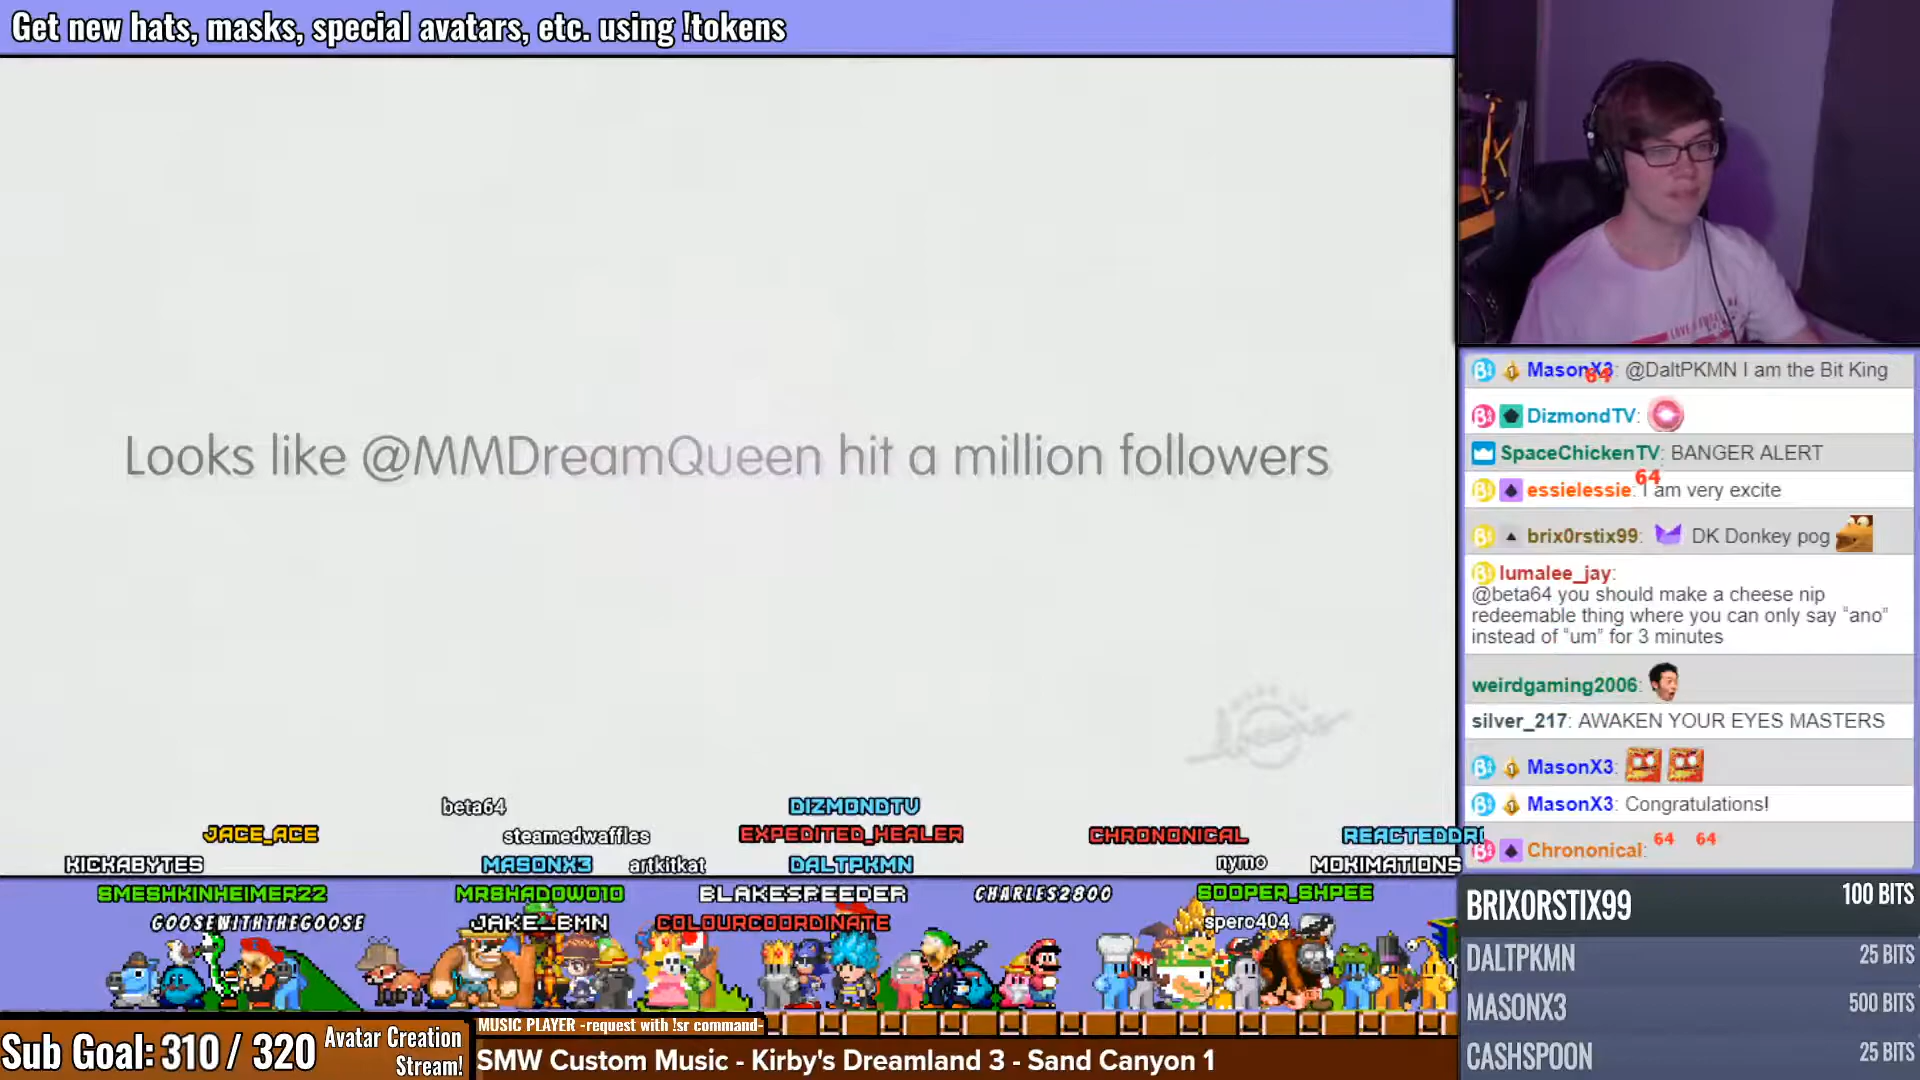 Get new hats, masks, special avatars, etc. using !tokens
Looks like @MMDreamQueen hit a million followers
MasonX3: @DaltPKMN I am the Bit King
64
DizmondTV:
SpaceChickenTV: BANGER ALERT
64
essielessie: I am very excite
brix0rstix99: DK Donkey pog
lumalee_jay:
@beta64 you should make a cheese nip
redeemable thing where you can only say “ano”
instead of “um” for 3 minutes
weirdgaming2006:
silver_217: AWAKEN YOUR EYES MASTERS
MasonX3:
MasonX3: Congratulations!
Chrononical: 64 64
beta64
DIZMONDTV
JACE_ACE
steamedwaffles
EXPEDITED_HEALER
CHRONONICAL
REACTEDDR
KICKABYTES
MASONX3
artkitkat
DALTPKMN
nymo
MOKIMATIONS
SMESHKINHEIMER22
MRSHADOW010
BLAKESREEDER
CHARLES2800
SOOPER_SHPEE
GOOSEWITHTHEGOOSE
JAKE_BMN
COLOURCOORDINATE
spero404
BRIXORSTIX99 100 BITS
DALTPKMN 25 BITS
MASONX3 500 BITS
CASHSPOON 25 BITS
Sub Goal: 310 / 320
Avatar Creation
Stream!
MUSIC PLAYER -request with !sr command-
SMW Custom Music - Kirby's Dreamland 3 - Sand Canyon 1